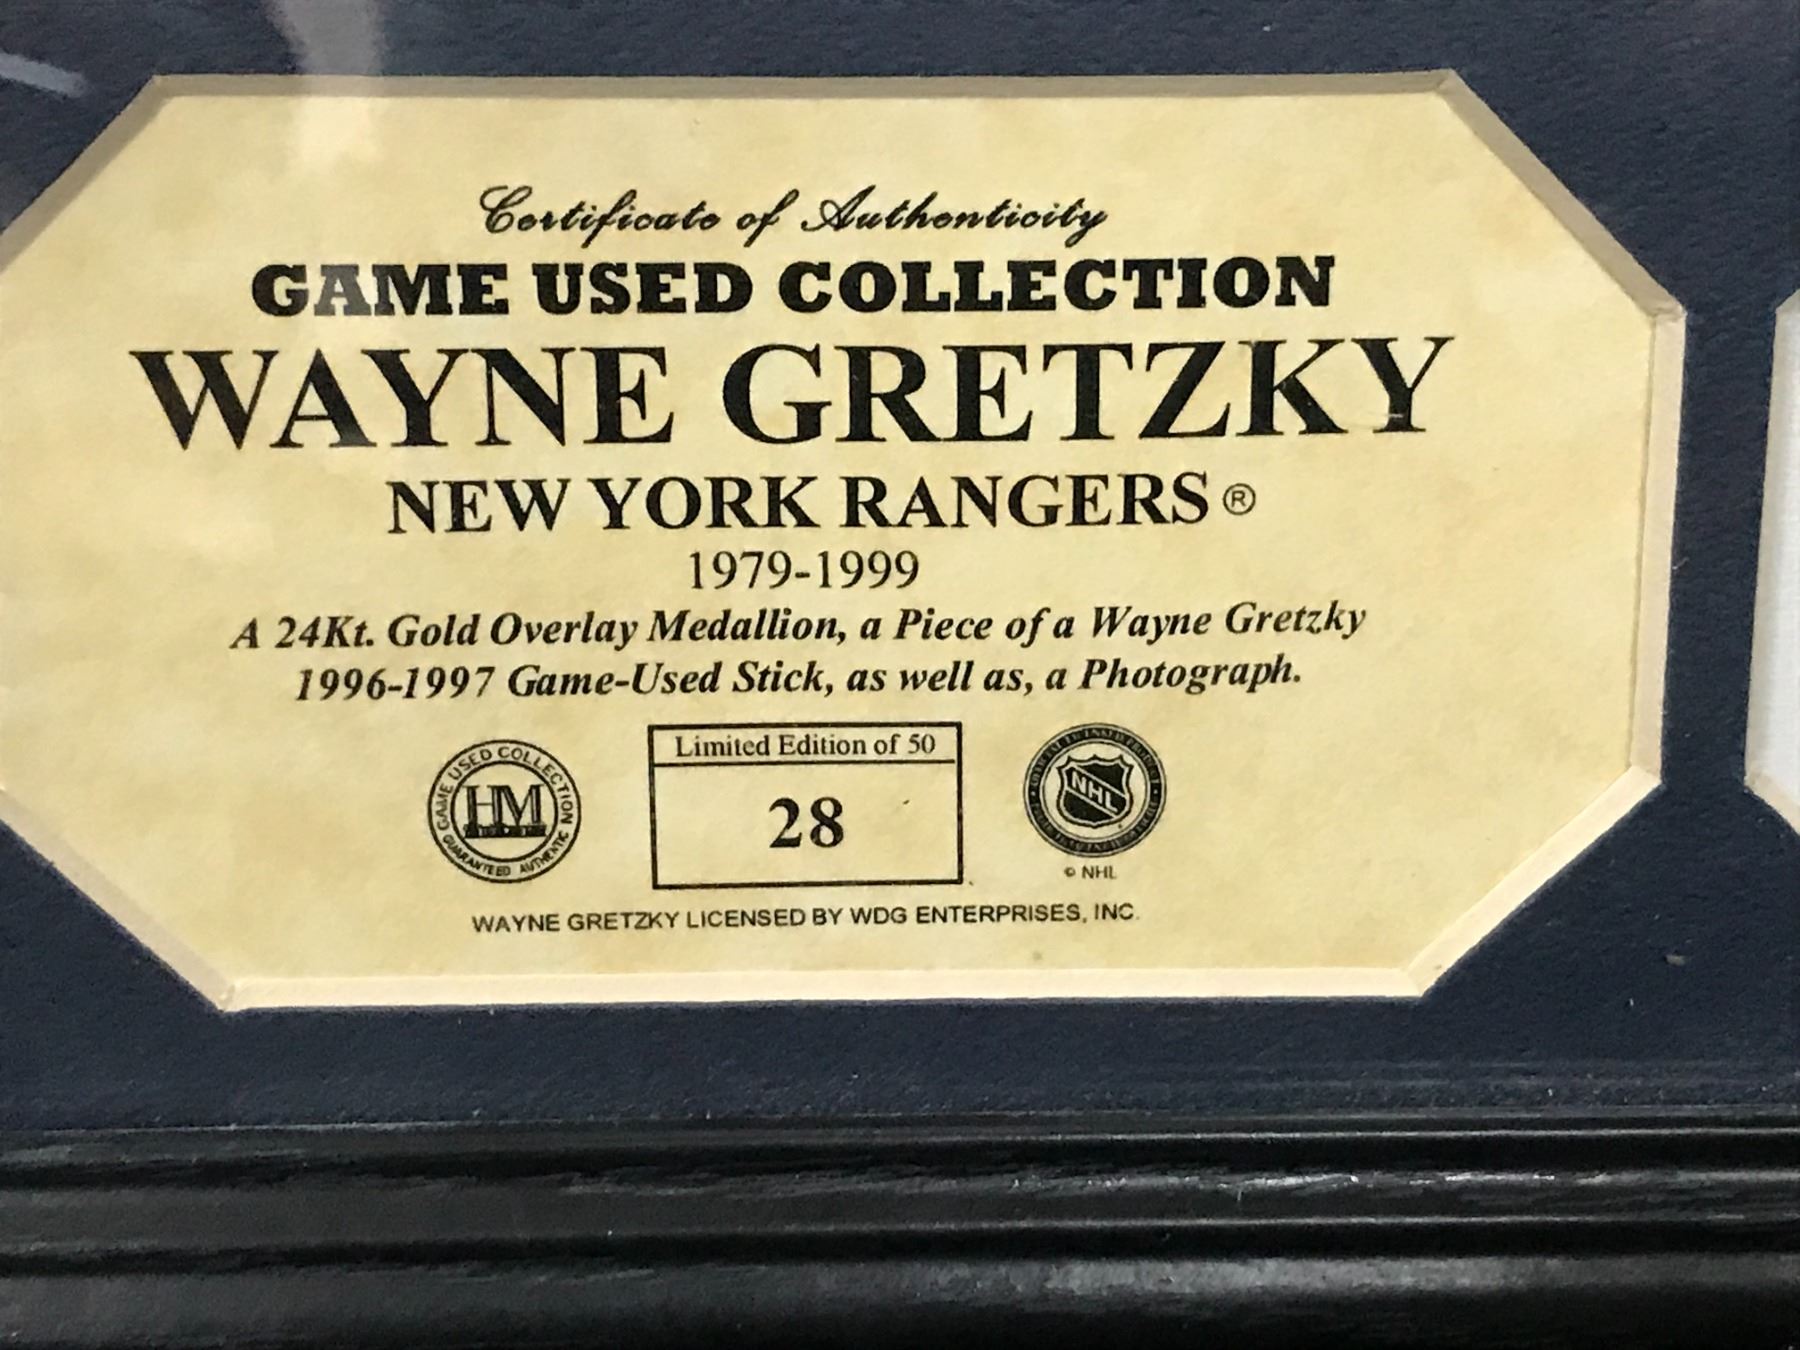 Certificate of Authenticity
GAME USED COLLECTION
WAYNE GRETZKY
NEW YORK RANGERS®
1979-1999
A 24Kt. Gold Overlay Medallion, a Piece of a Wayne Gretzky
1996-1997 Game-Used Stick, as well as, a Photograph.
GAME USED COLLECTION
HM
GUARANTEED AUTHENTIC
Limited Edition of 50
28
NHL
© NHL
WAYNE GRETZKY LICENSED BY WDG ENTERPRISES, INC.